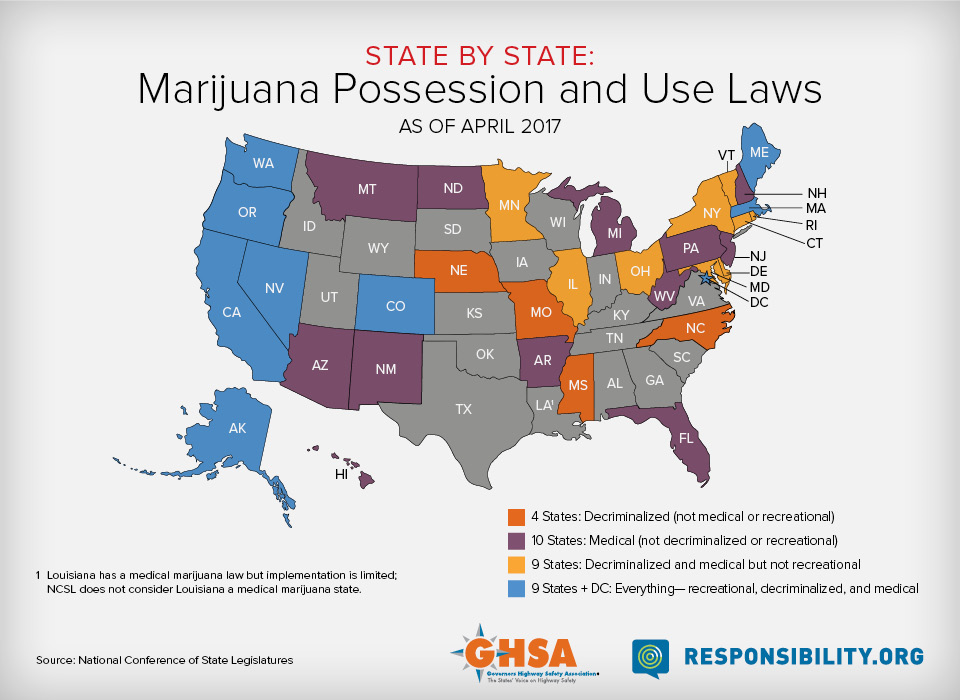 STATE BY STATE:
Marijuana Possession and Use Laws
AS OF APRIL 2017
WA
OR
CA
NV
ID
MT
WY
UT
CO
AZ
NM
ND
SD
NE
KS
OK
TX
MN
IA
MO
AR
LA¹
WI
IL
MS
MI
IN
KY
TN
AL
OH
WV
VA
NC
SC
GA
FL
PA
NY
VT
ME
NH
MA
RI
CT
NJ
DE
MD
DC
AK
HI
4 States: Decriminalized (not medical or recreational)
10 States: Medical (not decriminalized or recreational)
9 States: Decriminalized and medical but not recreational
9 States + DC: Everything— recreational, decriminalized, and medical
1 Louisiana has a medical marijuana law but implementation is limited;
NCSL does not consider Louisiana a medical marijuana state.
Source: National Conference of State Legislatures
GHSA
Governors Highway Safety Association
The States' Voice on Highway Safety
RESPONSIBILITY.ORG